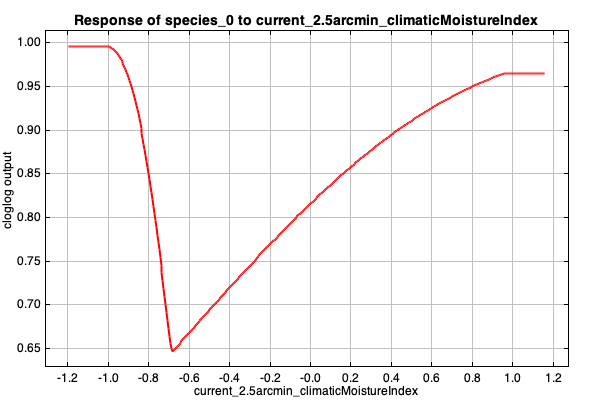 Response of species_0 to current_2.5arcmin_climaticMoistureIndex
1.00
0.95
0.90
0.85
0.80
0.75
0.70
0.65
cloglog output
-1.2 -1.0 -0.8 -0.6 -0.4 -0.2 -0.0 0.2 0.4 0.6 0.8 1.0 1.2
current_2.5arcmin_climaticMoistureIndex